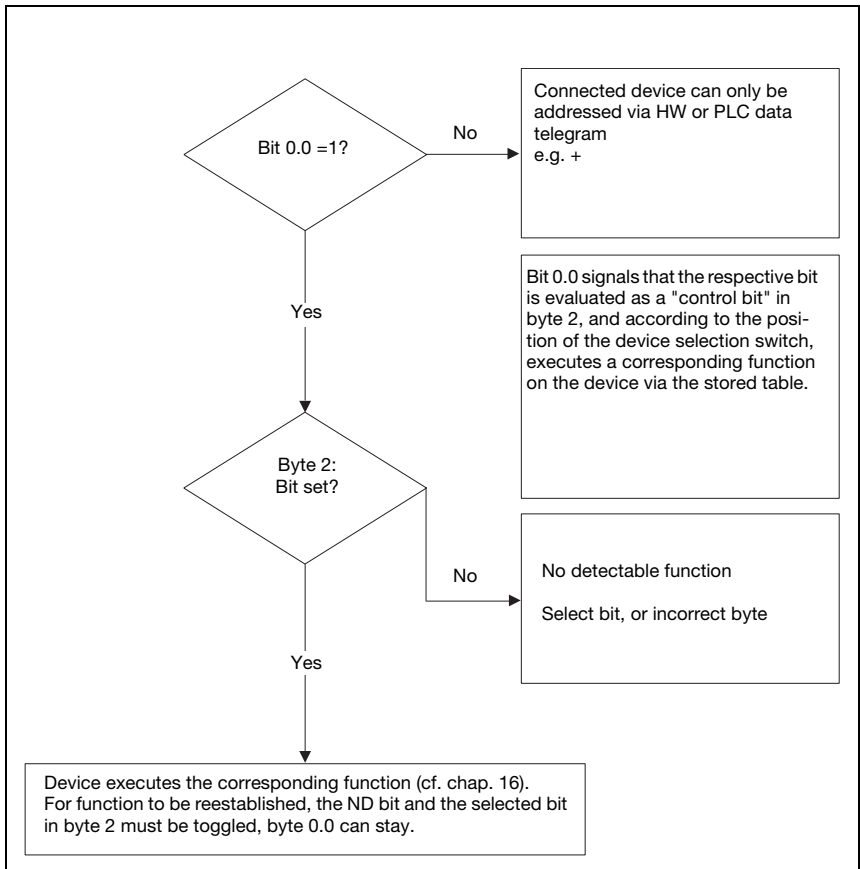 Bit 0.0 =1?
No
Connected device can only be
addressed via HW or PLC data
telegram
e.g. +
Yes
Bit 0.0 signals that the respective bit
is evaluated as a "control bit" in
byte 2, and according to the posi-
tion of the device selection switch,
executes a corresponding function
on the device via the stored table.
Byte 2:
Bit set?
No
No detectable function
Select bit, or incorrect byte
Yes
Device executes the corresponding function (cf. chap. 16).
For function to be reestablished, the ND bit and the selected bit
in byte 2 must be toggled, byte 0.0 can stay.